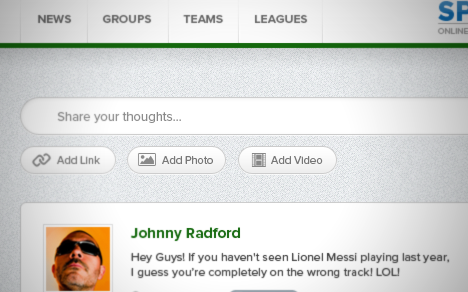 NEWS GROUPS TEAMS LEAGUES
SP
ONLINE
Share your thoughts...
Add Link Add Photo Add Video
Johnny Radford
Hey Guys! If you haven't seen Lionel Messi playing last year,
I guess you're completely on the wrong track! LOL!